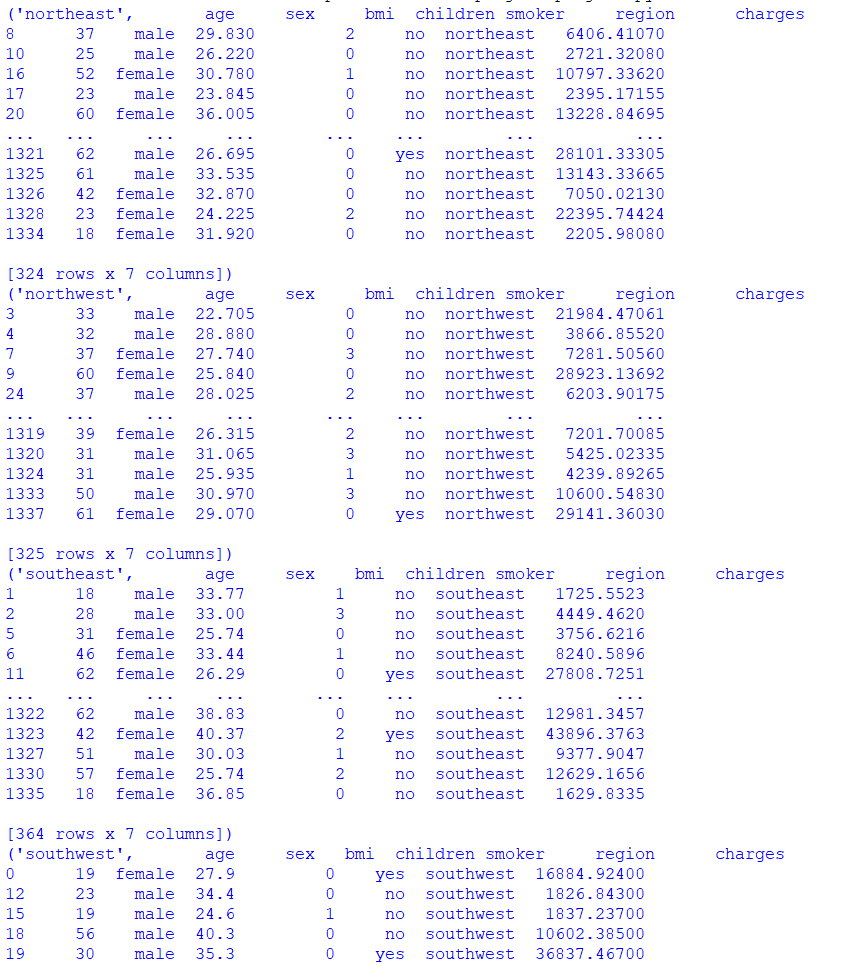 ('northeast',       age     sex     bmi  children smoker     region      charges
8      37    male  29.830         2     no  northeast   6406.41070
10     25    male  26.220         0     no  northeast   2721.32080
16     52  female  30.780         1     no  northeast  10797.33620
17     23    male  23.845         0     no  northeast   2395.17155
20     60  female  36.005         0     no  northeast  13228.84695
...   ...     ...     ...       ...    ...        ...          ...
1321   62    male  26.695         0    yes  northeast  28101.33305
1325   61    male  33.535         0     no  northeast  13143.33665
1326   42  female  32.870         0     no  northeast   7050.02130
1328   23  female  24.225         2     no  northeast  22395.74424
1334   18  female  31.920         0     no  northeast   2205.98080
[324 rows x 7 columns])
('northwest',       age     sex     bmi  children smoker     region      charges
3      33    male  22.705         0     no  northwest  21984.47061
4      32    male  28.880         0     no  northwest   3866.85520
7      37  female  27.740         3     no  northwest   7281.50560
9      60  female  25.840         0     no  northwest  28923.13692
24     37    male  28.025         2     no  northwest   6203.90175
...   ...     ...     ...       ...    ...        ...          ...
1319   39  female  26.315         2     no  northwest   7201.70085
1320   31    male  31.065         3     no  northwest   5425.02335
1324   31    male  25.935         1     no  northwest   4239.89265
1333   50    male  30.970         3     no  northwest  10600.54830
1337   61  female  29.070         0    yes  northwest  29141.36030
[325 rows x 7 columns])
('southeast',       age     sex    bmi  children smoker     region     charges
1      18    male  33.77         1     no  southeast   1725.5523
2      28    male  33.00         3     no  southeast   4449.4620
5      31  female  25.74         0     no  southeast   3756.6216
6      46  female  33.44         1     no  southeast   8240.5896
11     62  female  26.29         0    yes  southeast  27808.7251
...   ...     ...    ...       ...    ...        ...         ...
1322   62    male  38.83         0     no  southeast  12981.3457
1323   42  female  40.37         2    yes  southeast  43896.3763
1327   51    male  30.03         1     no  southeast   9377.9047
1330   57  female  25.74         2     no  southeast  12629.1656
1335   18  female  36.85         0     no  southeast   1629.8335
[364 rows x 7 columns])
('southwest',       age     sex   bmi  children smoker     region      charges
0      19  female  27.9         0    yes  southwest  16884.92400
12     23    male  34.4         0     no  southwest   1826.84300
15     19    male  24.6         1     no  southwest   1837.23700
18     56    male  40.3         0     no  southwest  10602.38500
19     30    male  35.3         0    yes  southwest  36837.46700